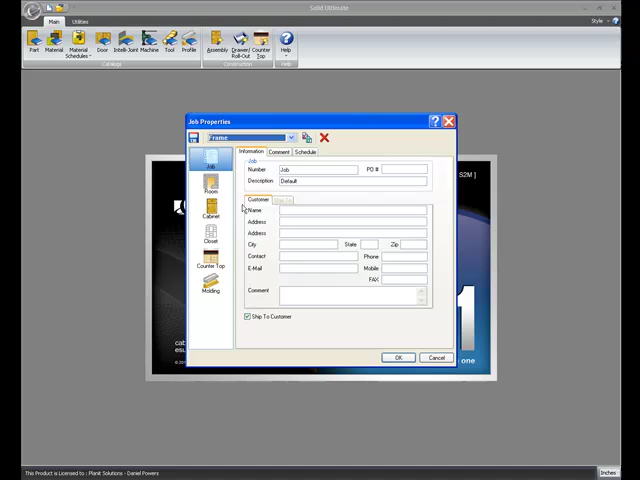 Solid Ultimate
Main Utilities Style
Part Material Material Schedules Door Intelli-Joint Machine Tool Profile Assembly Drawer/Roll-Out Counter Top Help
Catalogs Construction Help
Job Properties
Frame
Information Comment Schedule
Job
Number Job PO #
Description Default
Customer Ship To
Name
Address
Address
City State Zip
Contact Phone
E-Mail Mobile
FAX
Comment
Ship To Customer
OK Cancel
Job
Room
Cabinet
Closet
Counter Top
Molding
S2M ]
one
This Product is Licensed to : Planit Solutions - Daniel Powers
Inches